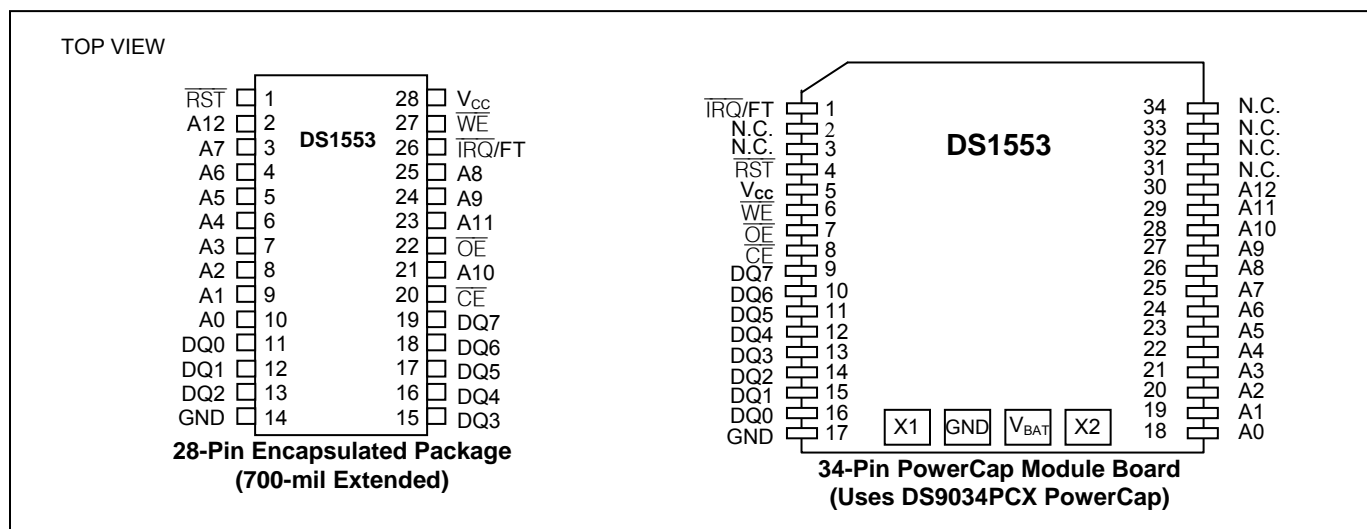 TOP VIEW
RST 1 28 VCC
A12 2 DS1553 27 WE
A7 3 26 IRQ/FT
A6 4 25 A8
A5 5 24 A9
A4 6 23 A11
A3 7 22 OE
A2 8 21 A10
A1 9 20 CE
A0 10 19 DQ7
DQ0 11 18 DQ6
DQ1 12 17 DQ5
DQ2 13 16 DQ4
GND 14 15 DQ3
28-Pin Encapsulated Package
(700-mil Extended)
IRQ/FT 1 34 N.C.
N.C. 2 33 N.C.
N.C. 3 DS1553 32 N.C.
RST 4 31 N.C.
VCC 5 30 A12
WE 6 29 A11
OE 7 28 A10
CE 8 27 A9
DQ7 9 26 A8
DQ6 10 25 A7
DQ5 11 24 A6
DQ4 12 23 A5
DQ3 13 22 A4
DQ2 14 21 A3
DQ1 15 20 A2
DQ0 16 19 A1
GND 17 X1 GND VBAT X2 18 A0
34-Pin PowerCap Module Board
(Uses DS9034PCX PowerCap)